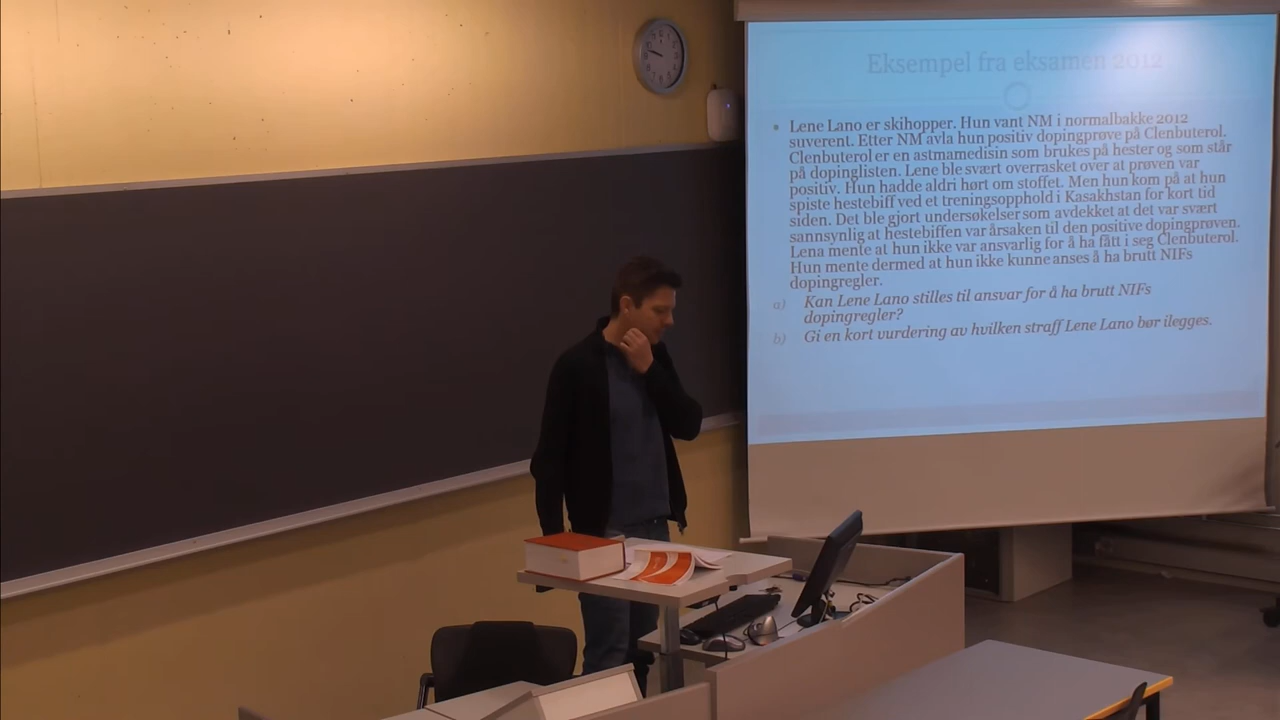 Eksempel fra eksamen 2012
Lene Lano er skihopper. Hun vant NM i normalbakke 2012
suverent. Etter NM avla hun positiv dopingprøve på Clenbuterol.
Clenbuterol er en astmamedisin som brukes på hester og som står
på dopinglisten. Lene ble svært overrasket over at prøven var
positiv. Hun hadde aldri hørt om stoffet. Men hun kom på at hun
spiste hestebiff ved et treningsopphold i Kasakhstan for kort tid
siden. Det ble gjort undersøkelser som avdekket at det var svært
sannsynlig at hestebiffen var årsaken til den positive dopingprøven.
Lena mente at hun ikke var ansvarlig for å ha fått i seg Clenbuterol.
Hun mente dermed at hun ikke kunne anses å ha brutt NIFs
dopingregler.
a) Kan Lene Lano stilles til ansvar for å ha brutt NIFs
dopingregler?
b) Gi en kort vurdering av hvilken straff Lene Lano bør ilegges.